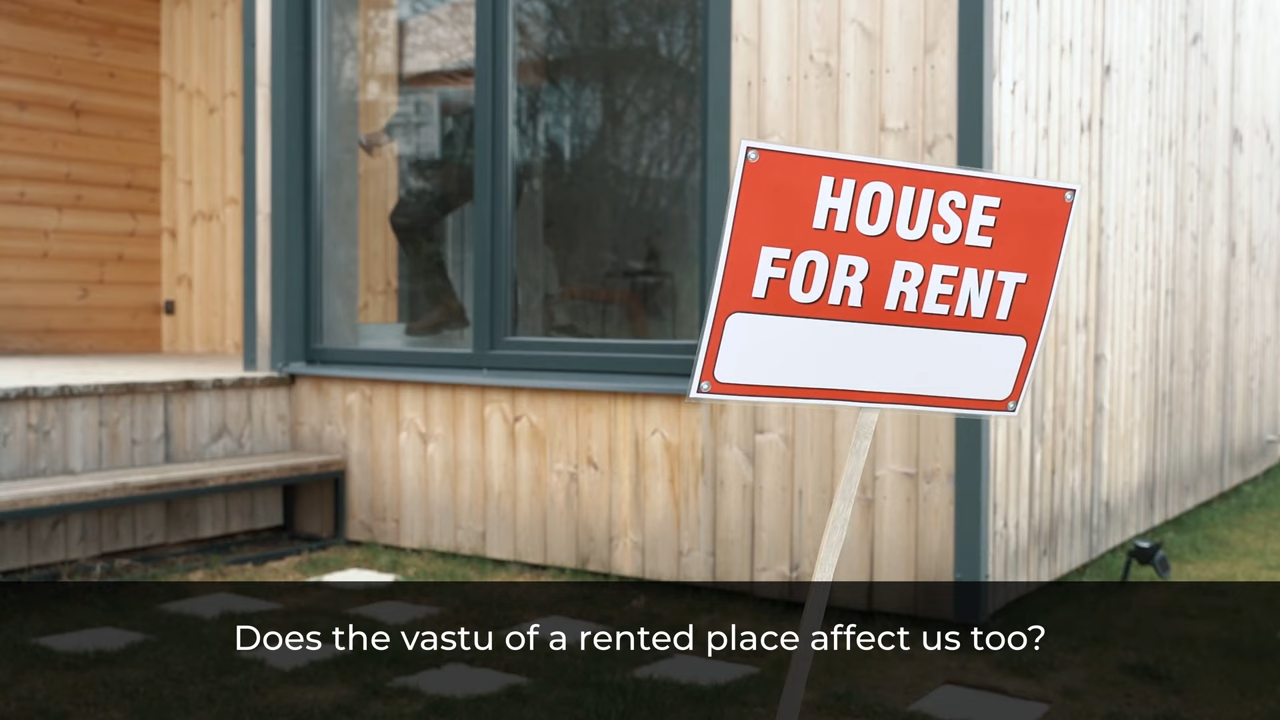 HOUSE
FOR RENT
Does the vastu of a rented place affect us too?